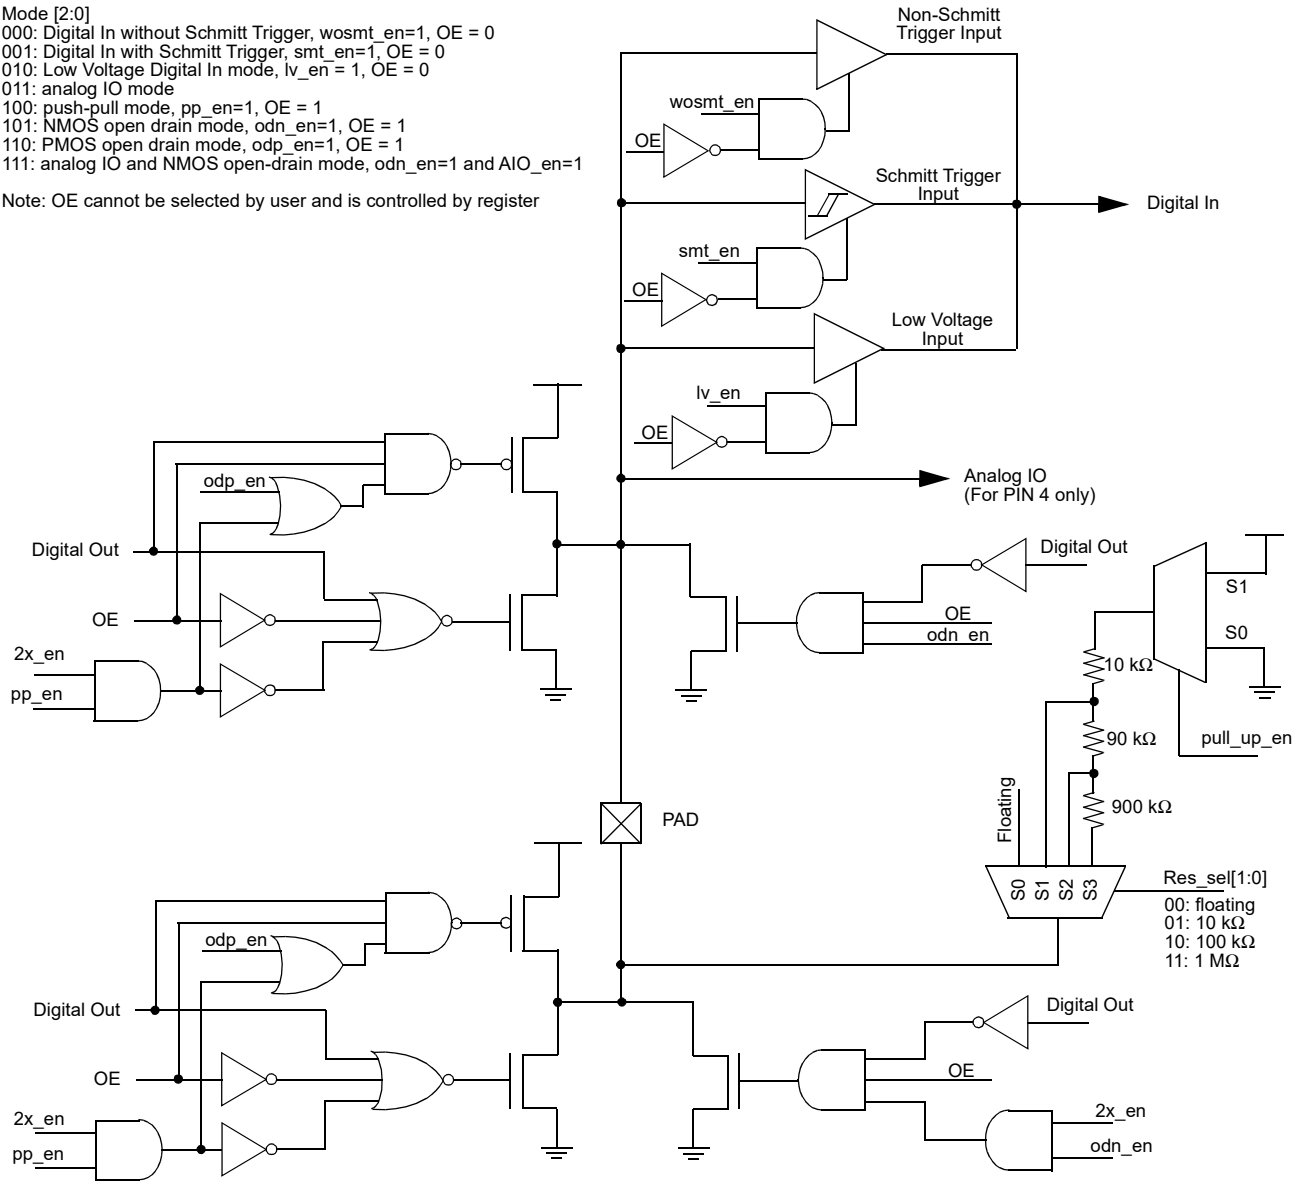 Mode [2:0]
000: Digital In without Schmitt Trigger, wosmt_en=1, OE = 0
001: Digital In with Schmitt Trigger, smt_en=1, OE = 0
010: Low Voltage Digital In mode, lv_en = 1, OE = 0
011: analog IO mode
100: push-pull mode, pp_en=1, OE = 1
101: NMOS open drain mode, odn_en=1, OE = 1
110: PMOS open drain mode, odp_en=1, OE = 1
111: analog IO and NMOS open-drain mode, odn_en=1 and AIO_en=1
Note: OE cannot be selected by user and is controlled by register
Non-Schmitt
Trigger Input
wosmt_en
OE
Schmitt Trigger
Input
Digital In
smt_en
OE
Low Voltage
Input
lv_en
OE
Analog IO
(For PIN 4 only)
odp_en
Digital Out
OE
2x_en
pp_en
Digital Out
OE
odn_en
S1
S0
10 kΩ
90 kΩ
900 kΩ
pull_up_en
Floating
S0
S1
S2
S3
Res_sel[1:0]
00: floating
01: 10 kΩ
10: 100 kΩ
11: 1 MΩ
PAD
odp_en
Digital Out
OE
2x_en
pp_en
Digital Out
OE
2x_en
odn_en